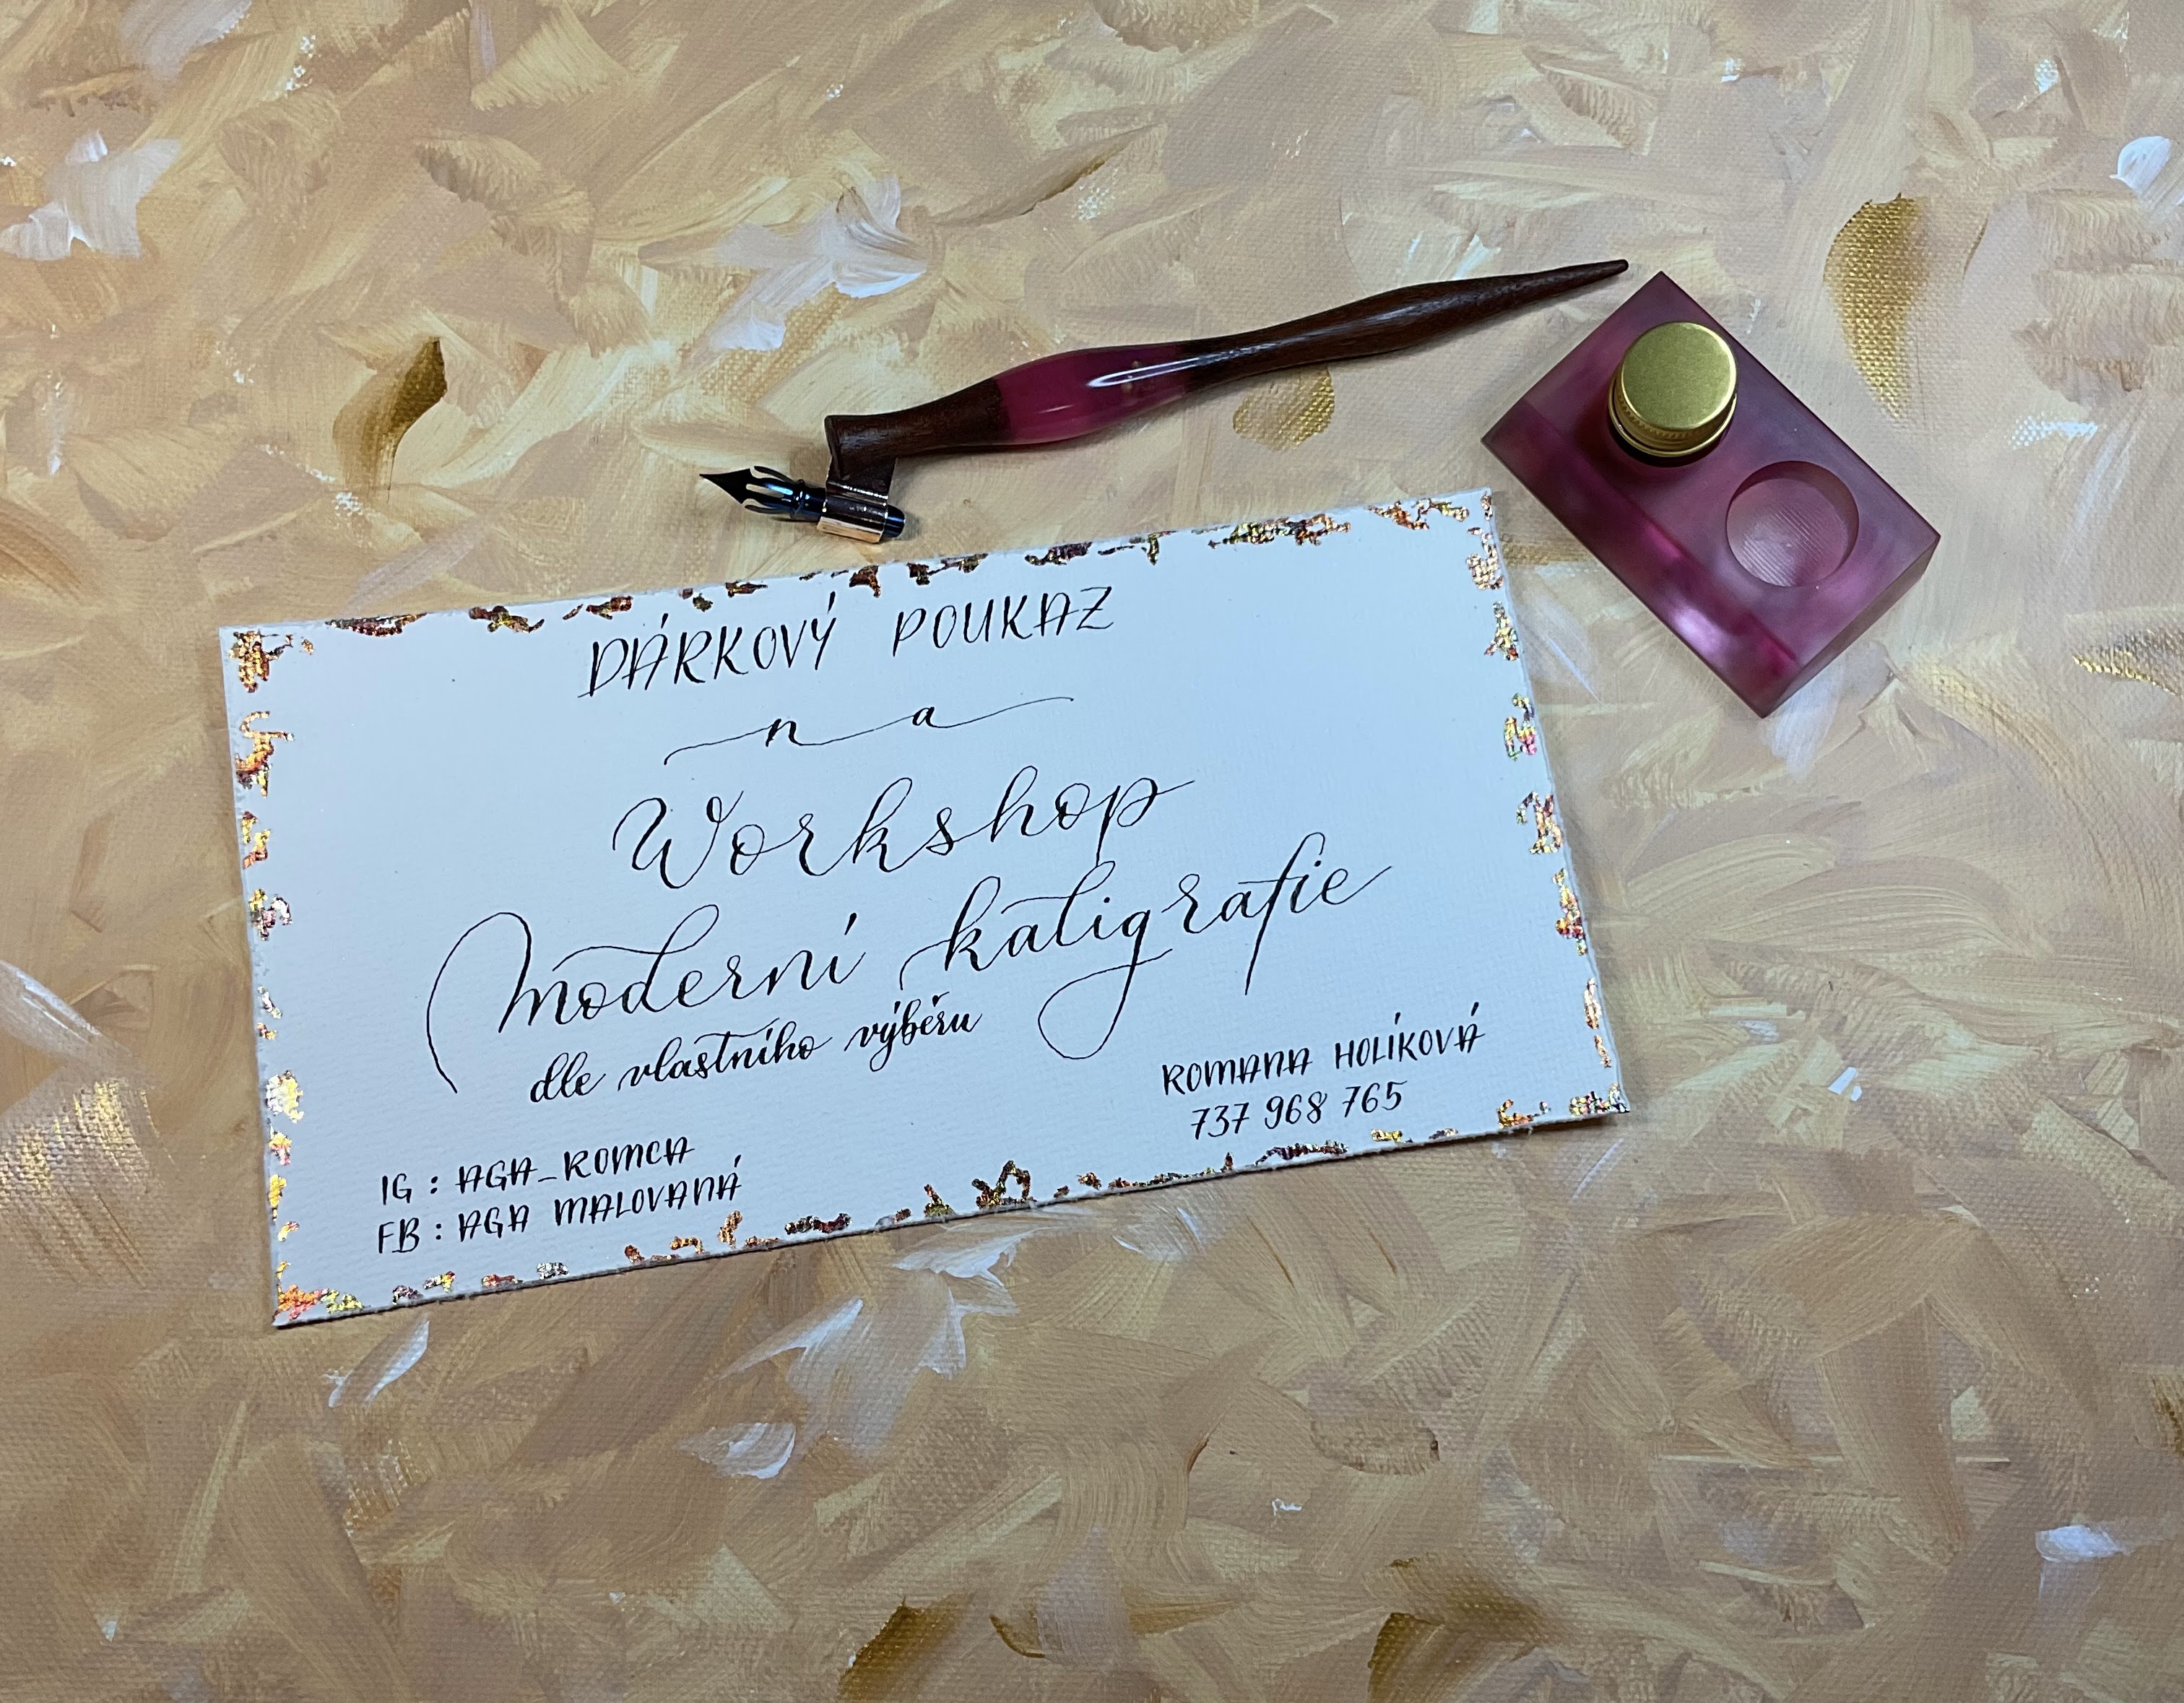 DÁRKOVÝ POUKAZ
na
Workshop
Moderní kaligrafie
dle vlastního výběru
ROMANA HOLÍKOVÁ
737 968 765
IG : AGA_ROMCA
FB : AGA MALOVANÁ